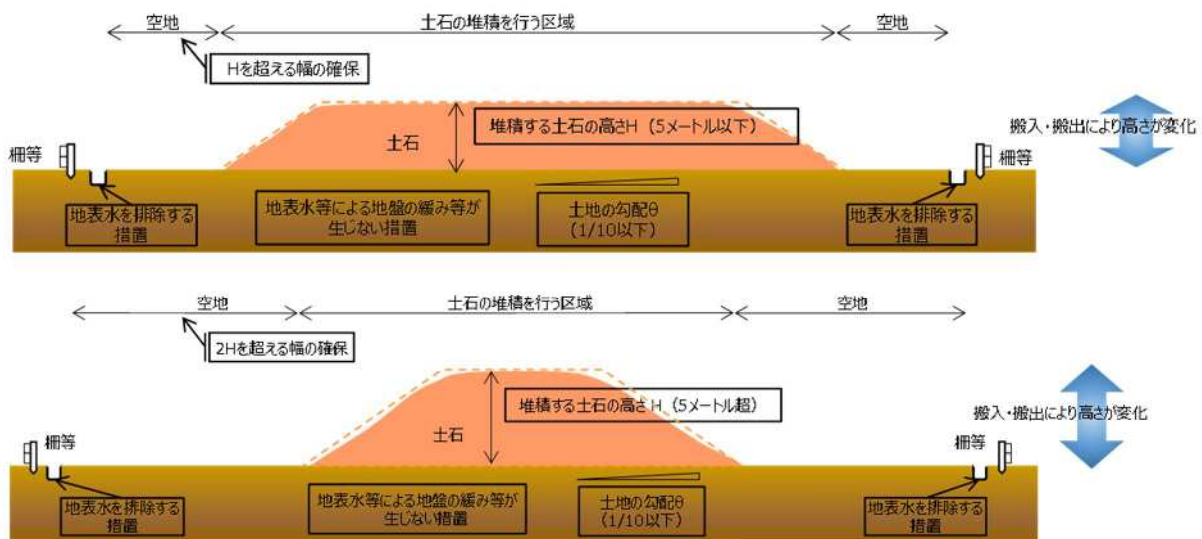 空地
土石の堆積を行う区域
空地
Hを超える幅の確保
堆積する土石の高さH（5メートル以下）
土石
搬入・搬出により高さが変化
柵等
柵等
地表水を排除する
措置
地表水等による地盤の緩み等が
生じない措置
土地の勾配θ
(1/10以下)
地表水を排除する
措置
空地
土石の堆積を行う区域
空地
2Hを超える幅の確保
堆積する土石の高さH（5メートル超）
土石
搬入・搬出により高さが変化
柵等
柵等
地表水を排除する
措置
地表水等による地盤の緩み等が
生じない措置
土地の勾配θ
(1/10以下)
地表水を排除する
措置